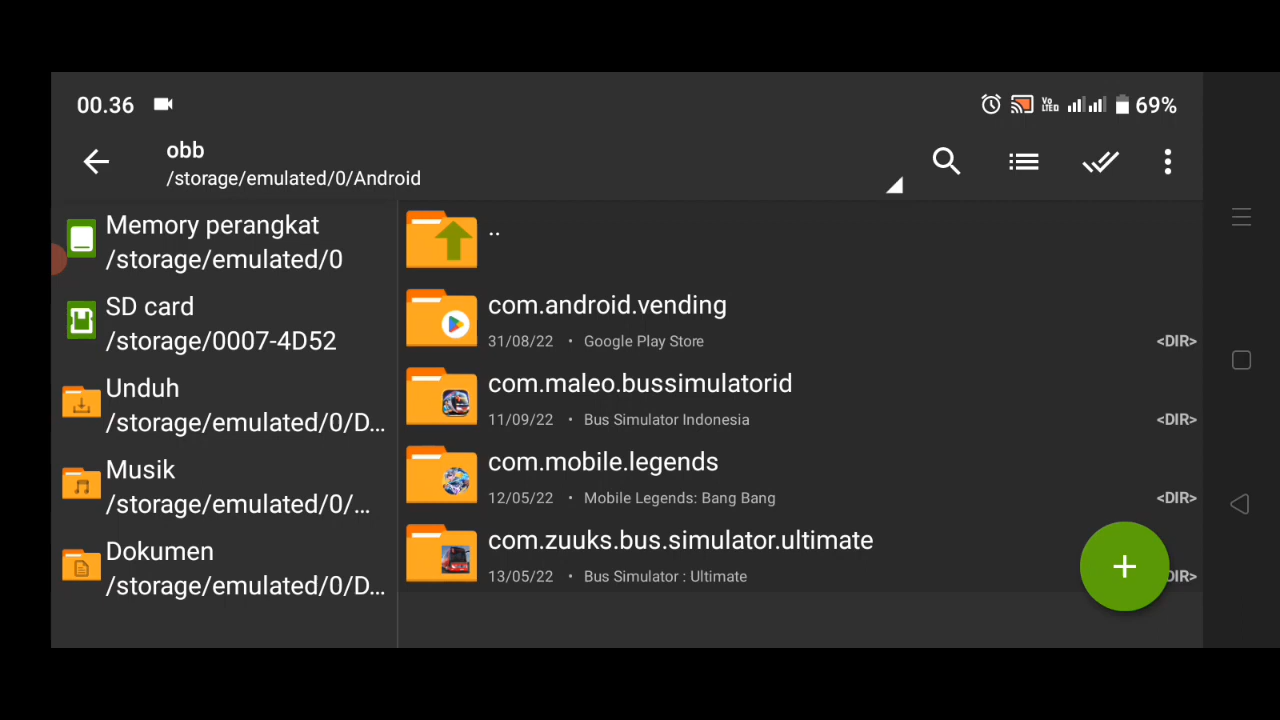 00.36
Vo LTED
69%
obb
/storage/emulated/0/Android
Memory perangkat
/storage/emulated/0
SD card
/storage/0007-4D52
Unduh
/storage/emulated/0/D...
Musik
/storage/emulated/0/...
Dokumen
/storage/emulated/0/D...
..
com.android.vending
31/08/22 • Google Play Store
<DIR>
com.maleo.bussimulatorid
11/09/22 • Bus Simulator Indonesia
<DIR>
com.mobile.legends
12/05/22 • Mobile Legends: Bang Bang
<DIR>
com.zuuks.bus.simulator.ultimate
13/05/22 • Bus Simulator : Ultimate
DIR>
+